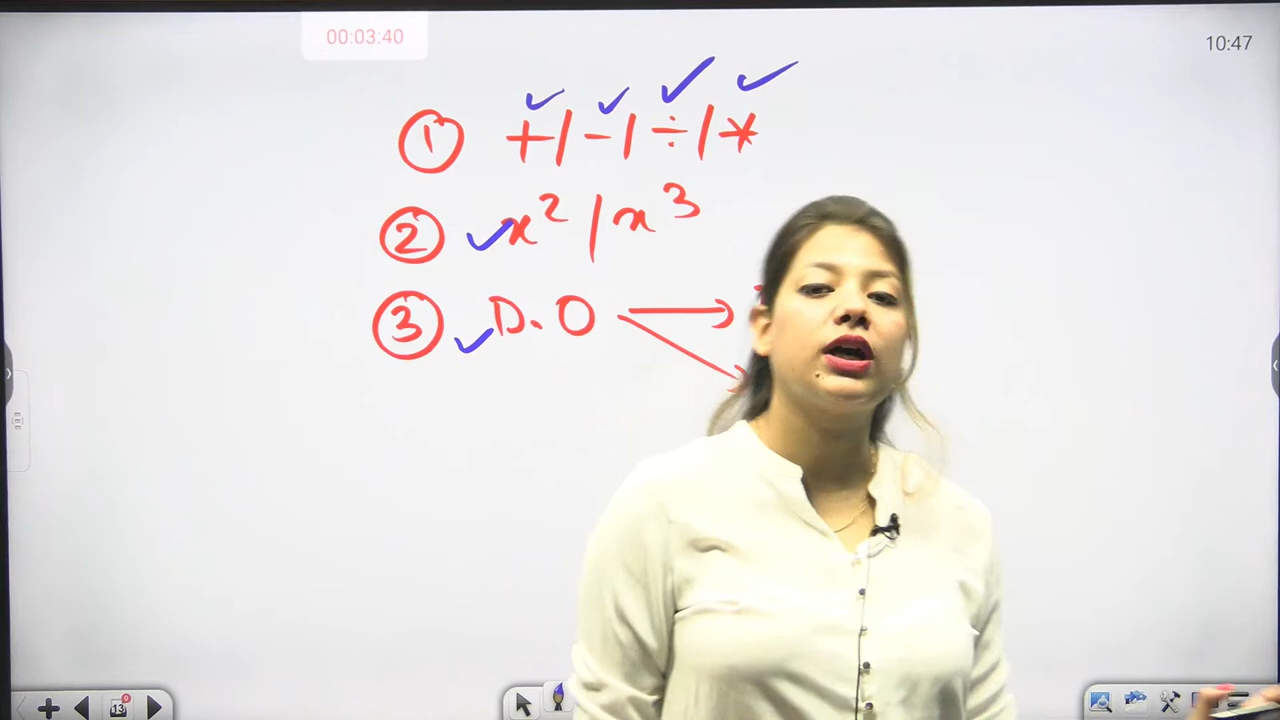 00:03:40
10:47
① +/-/÷/*
② x² / x³
③ D.O
13